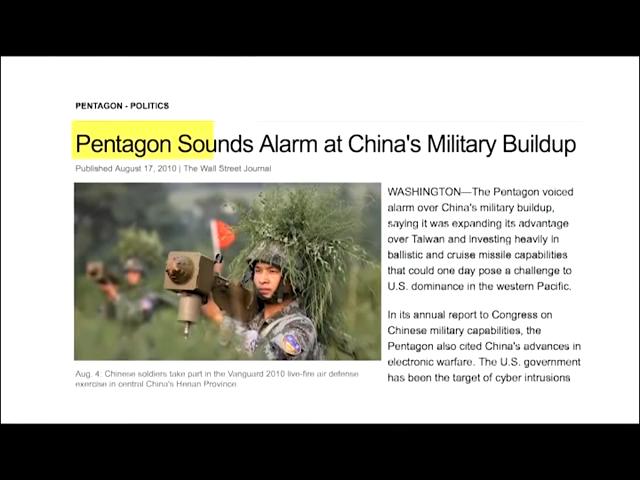 PENTAGON - POLITICS
Pentagon Sounds Alarm at China's Military Buildup
Published August 17, 2010 | The Wall Street Journal
WASHINGTON—The Pentagon voiced
alarm over China's military buildup,
saying it was expanding its advantage
over Taiwan and investing heavily in
ballistic and cruise missile capabilities
that could one day pose a challenge to
U.S. dominance in the western Pacific.
In its annual report to Congress on
Chinese military capabilities, the
Pentagon also cited China's advances in
electronic warfare. The U.S. government
has been the target of cyber intrusions
Aug. 4: Chinese soldiers take part in the Vanguard 2010 live-fire air defense
exercise in central China's Henan Province.